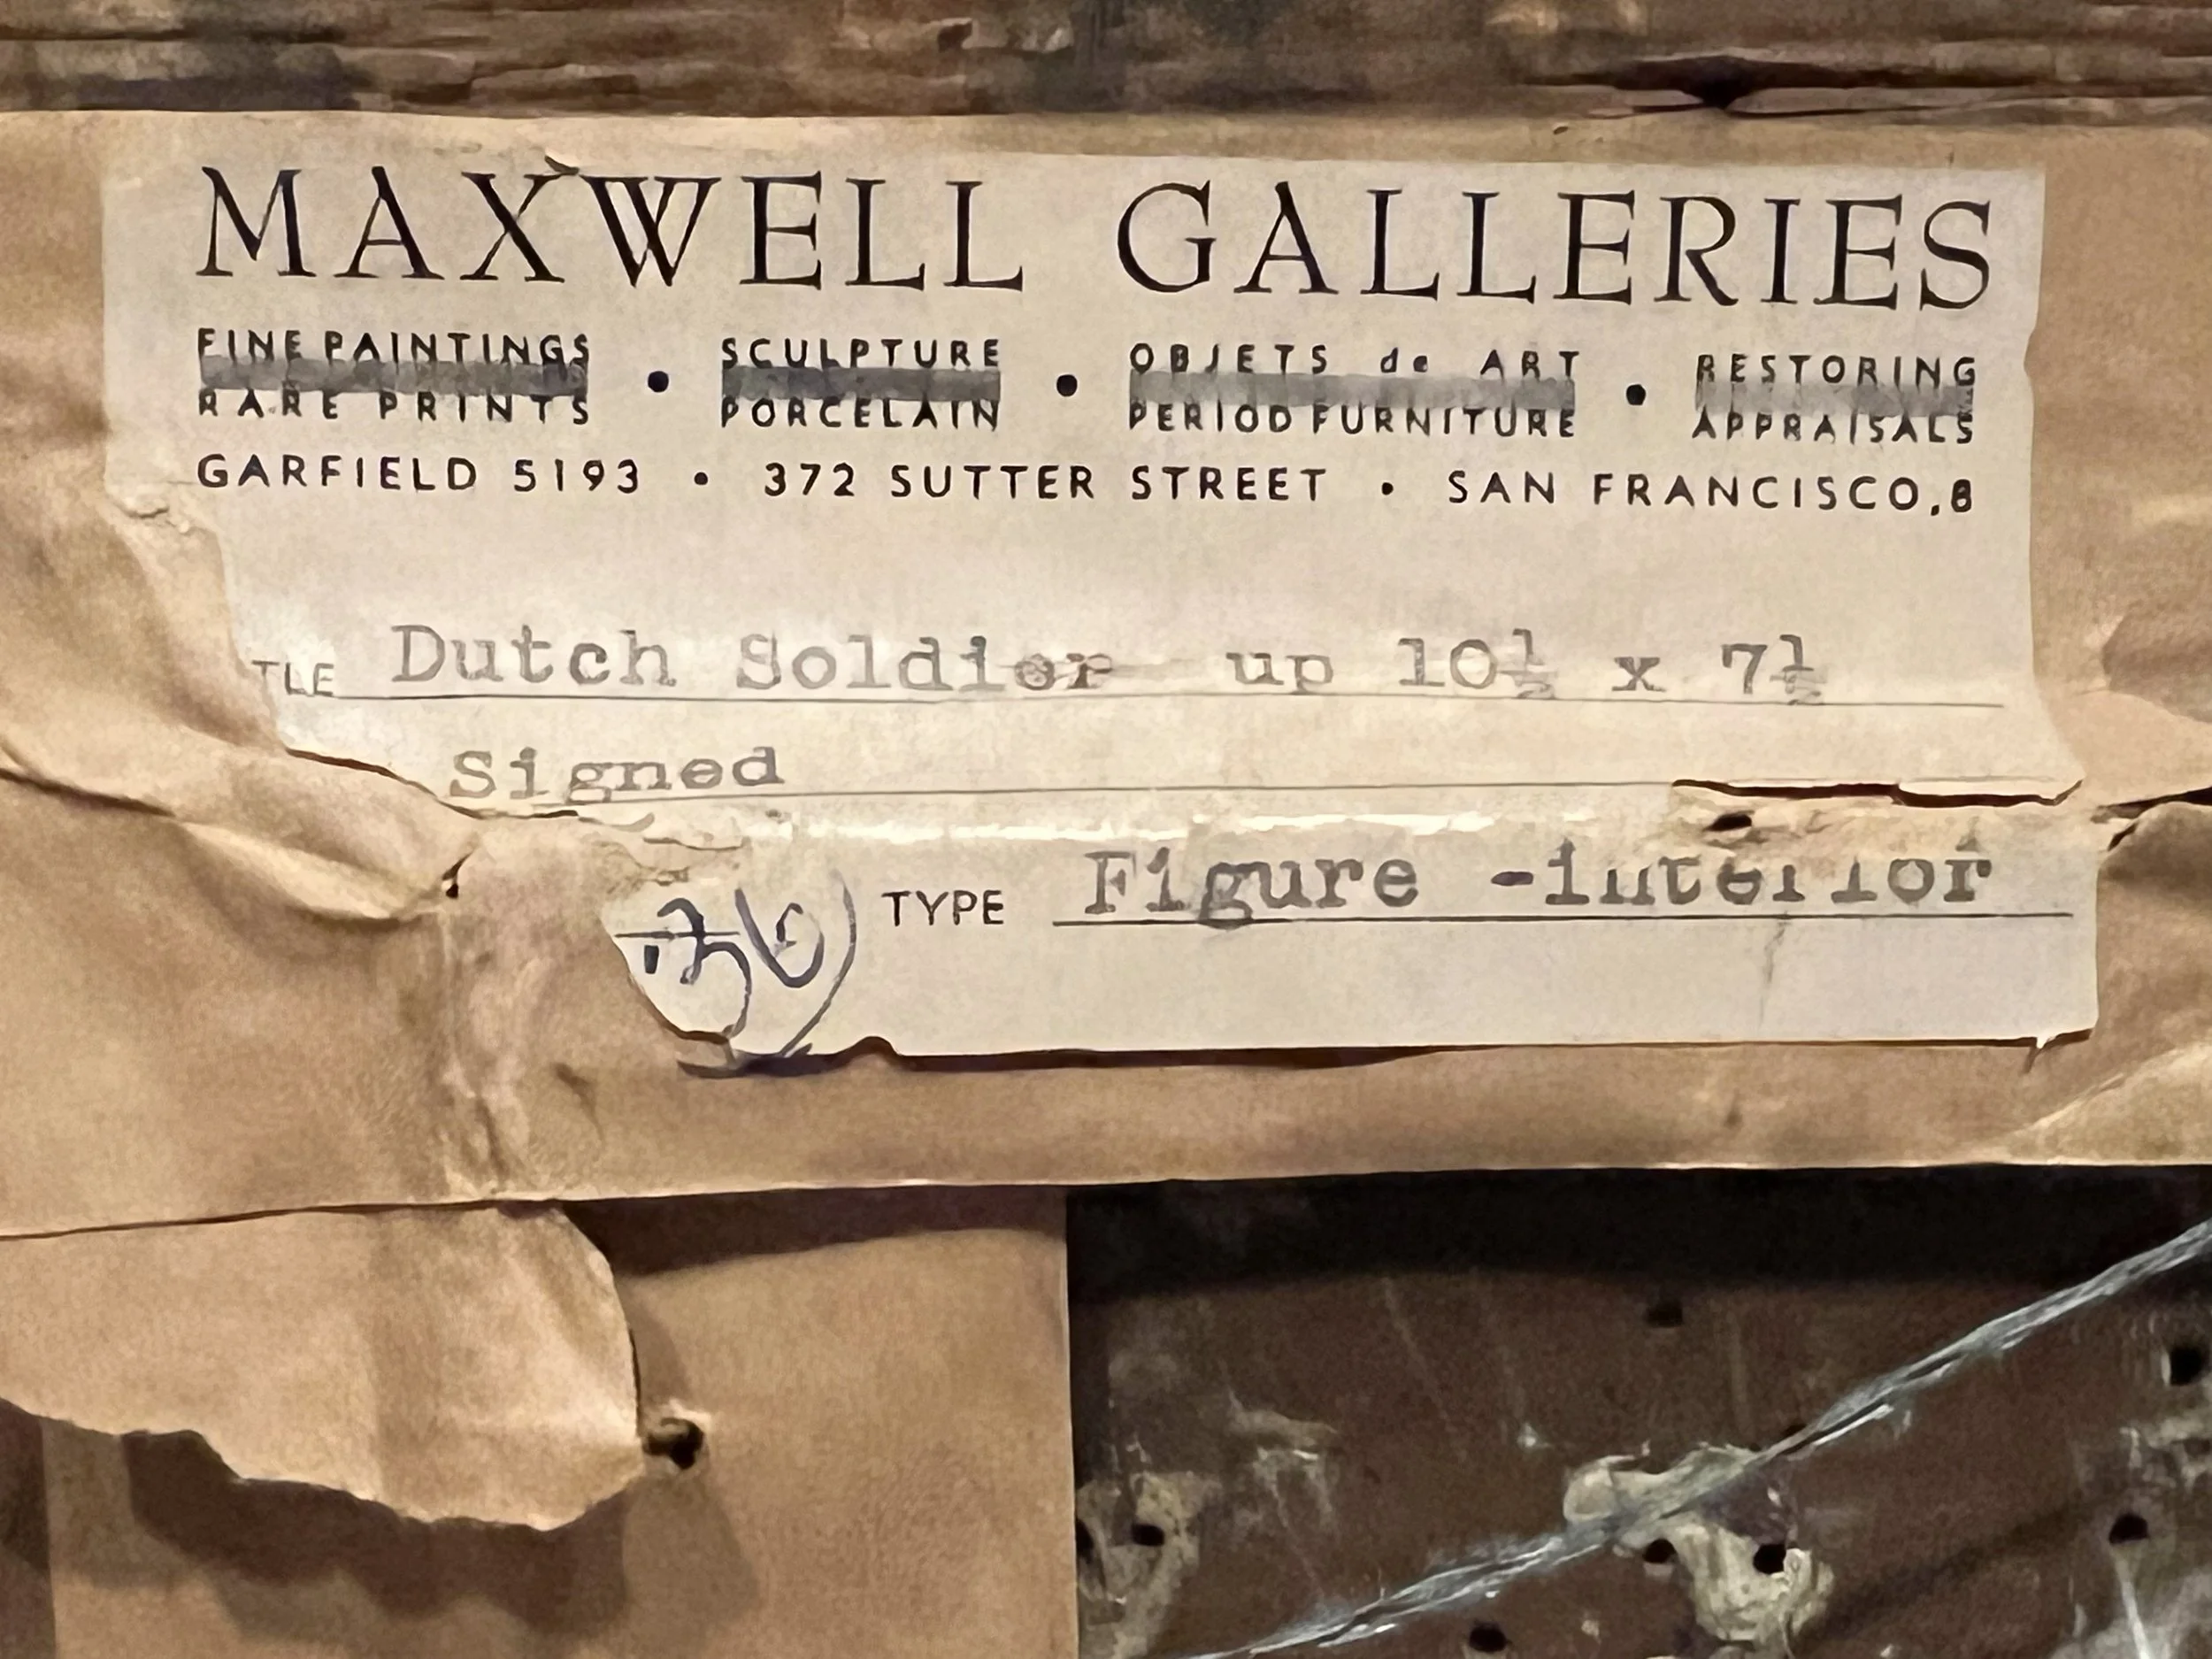 MAXWELL GALLERIES
FINE PAINTINGS • SCULPTURE • OBJETS de ART • RESTORING
RARE PRINTS PORCELAIN PERIOD FURNITURE APPRAISALS
GARFIELD 5193 • 372 SUTTER STREET • SAN FRANCISCO, 8
TLE Dutch Soldier up 10½ x 7½
Signed
TYPE Figure -interior